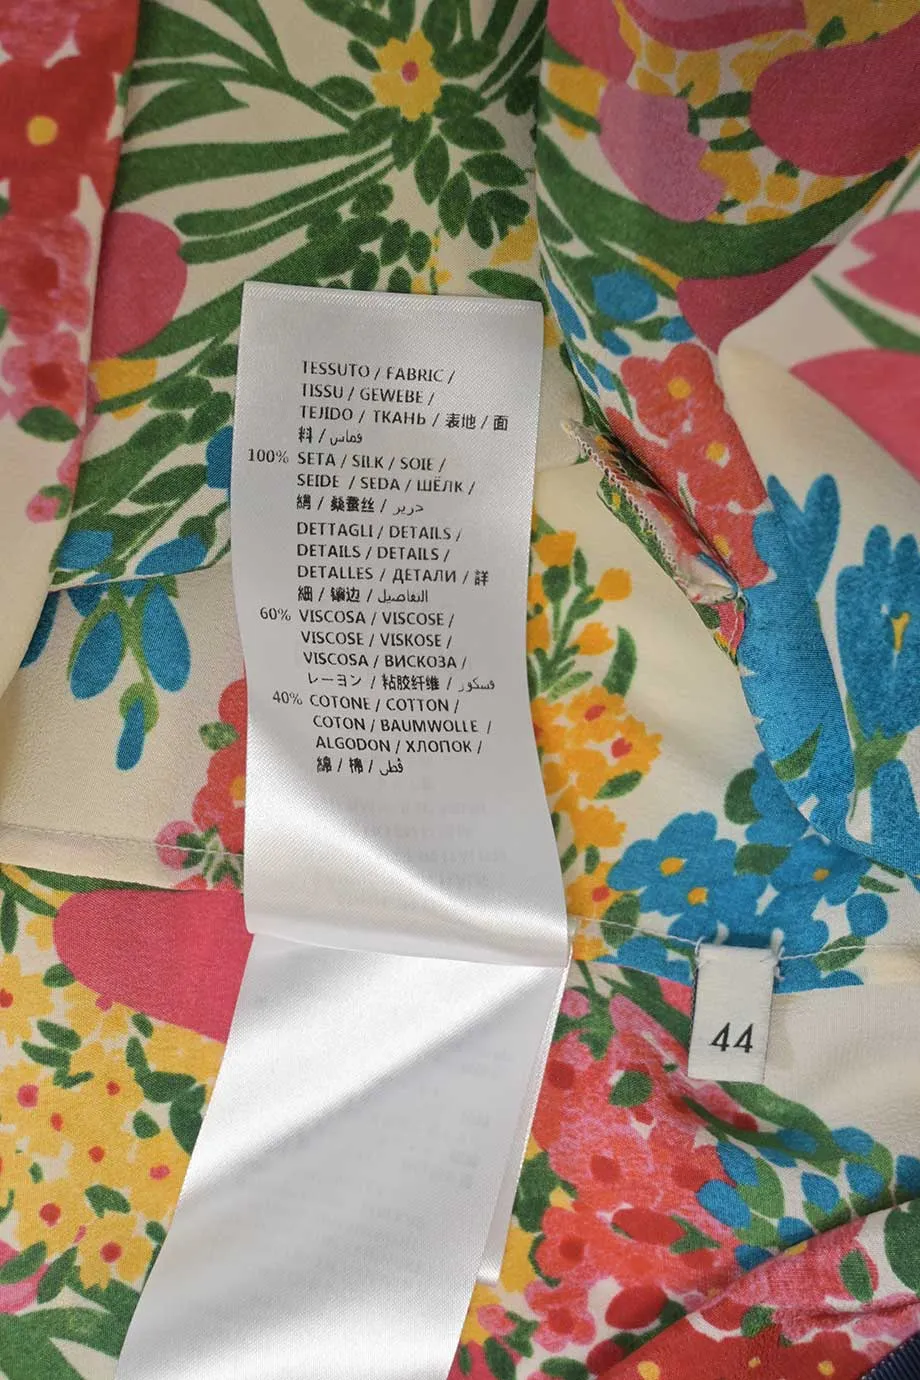 TESSUTO / FABRIC /
TISSU / GEWEBE /
TEJIDO / ТКАНЬ / 表地 / 面
料 / قماش
100% SETA / SILK / SOIE /
SEIDE / SEDA / ШЁЛК /
絹 / 桑蚕丝 / حرير
DETTAGLI / DETAILS /
DETAILS / DETAILS /
DETALLES / ДЕТАЛИ / 詳
細 / 镶边 / التفاصيل
60% VISCOSA / VISCOSE /
VISCOSE / VISKOSE /
VISCOSA / ВИСКОЗА /
レーヨン / 粘胶纤维 / فسكوز
40% COTONE / COTTON /
COTON / BAUMWOLLE /
ALGODON / ХЛОПОК /
綿 / 棉 / قطن
44